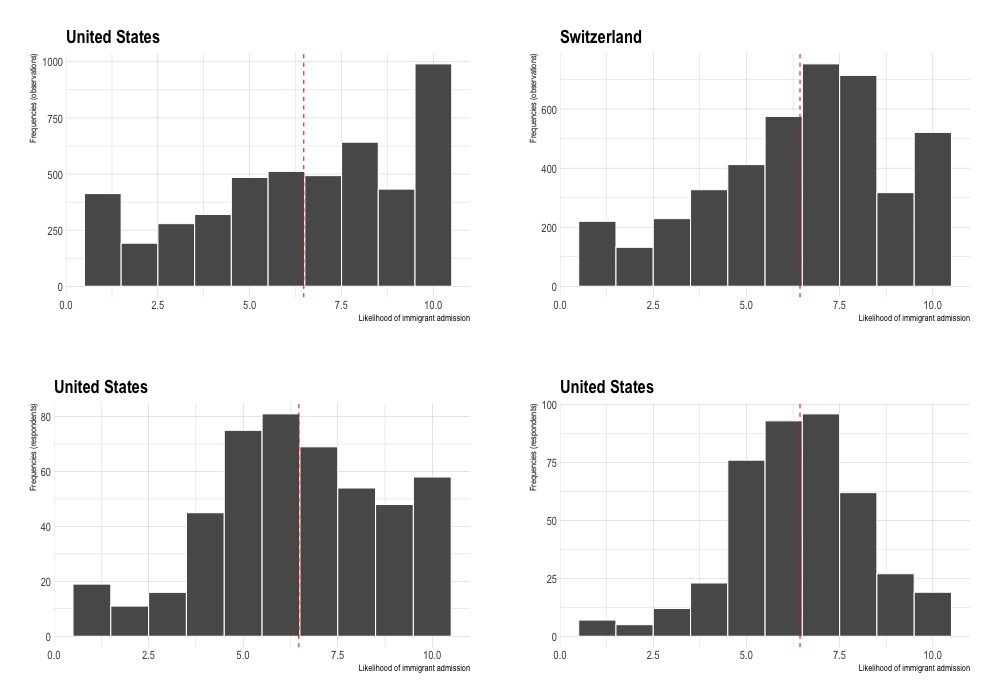 United States
Frequencies (observations)
1000
750
500
250
0
0.0 2.5 5.0 7.5 10.0
Likelihood of immigrant admission
Switzerland
Frequencies (observations)
600
400
200
0
0.0 2.5 5.0 7.5 10.0
Likelihood of immigrant admission
United States
Frequencies (respondents)
80
60
40
20
0
0.0 2.5 5.0 7.5 10.0
Likelihood of immigrant admission
United States
Frequencies (respondents)
100
75
50
25
0
0.0 2.5 5.0 7.5 10.0
Likelihood of immigrant admission